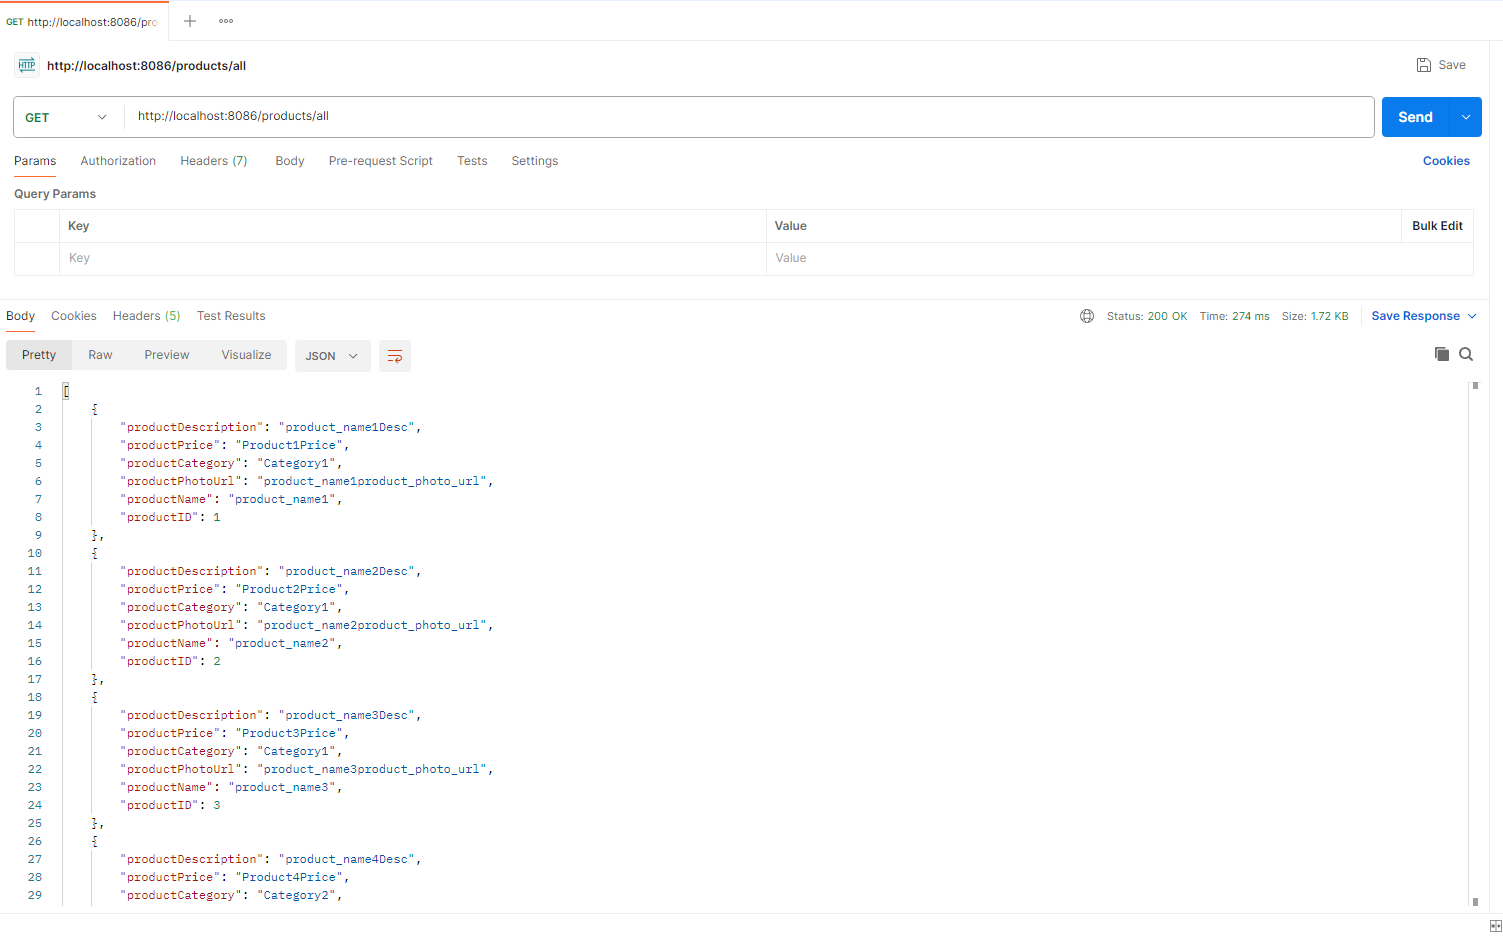 GET http://localhost:8086/pro
HTTP http://localhost:8086/products/all Save
GET http://localhost:8086/products/all Send
Params Authorization Headers (7) Body Pre-request Script Tests Settings Cookies
Query Params
Key Value Bulk Edit
Key Value
Body Cookies Headers (5) Test Results Status: 200 OK Time: 274 ms Size: 1.72 KB Save Response
Pretty Raw Preview Visualize JSON
1 [
2 {
3 "productDescription": "product_name1Desc",
4 "productPrice": "Product1Price",
5 "productCategory": "Category1",
6 "productPhotoUrl": "product_name1product_photo_url",
7 "productName": "product_name1",
8 "productID": 1
9 },
10 {
11 "productDescription": "product_name2Desc",
12 "productPrice": "Product2Price",
13 "productCategory": "Category1",
14 "productPhotoUrl": "product_name2product_photo_url",
15 "productName": "product_name2",
16 "productID": 2
17 },
18 {
19 "productDescription": "product_name3Desc",
20 "productPrice": "Product3Price",
21 "productCategory": "Category1",
22 "productPhotoUrl": "product_name3product_photo_url",
23 "productName": "product_name3",
24 "productID": 3
25 },
26 {
27 "productDescription": "product_name4Desc",
28 "productPrice": "Product4Price",
29 "productCategory": "Category2",